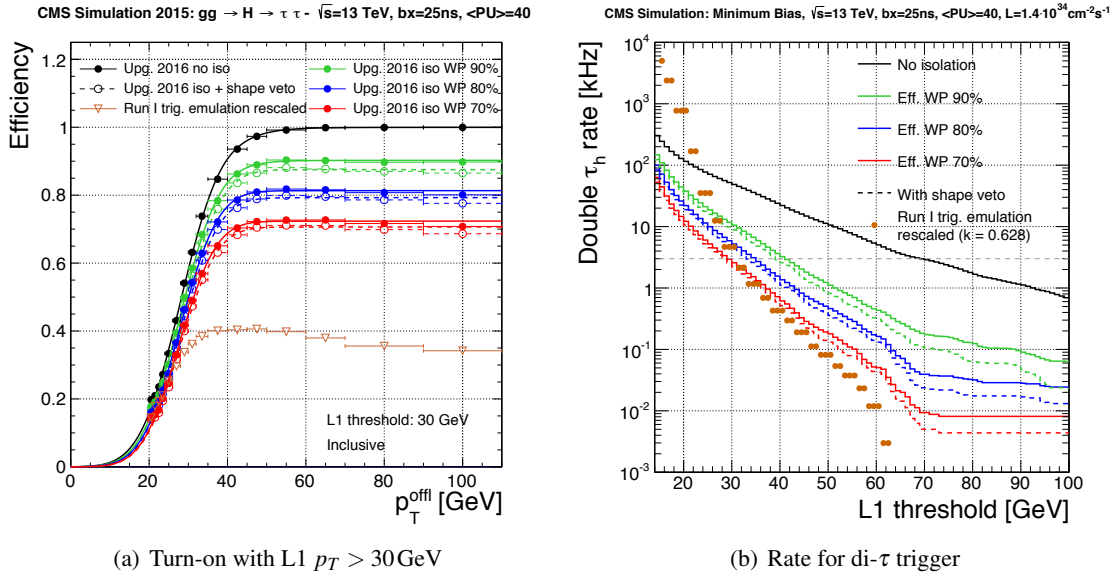 CMS Simulation 2015: gg → H → τ τ - √s=13 TeV, bx=25ns, <PU>=40
Efficiency
1.2
1
0.8
0.6
0.4
0.2
0
Upg. 2016 no iso
Upg. 2016 iso + shape veto
Run I trig. emulation rescaled
Upg. 2016 iso WP 90%
Upg. 2016 iso WP 80%
Upg. 2016 iso WP 70%
L1 threshold: 30 GeV
Inclusive
0 20 40 60 80 100
p_T^offl [GeV]
(a) Turn-on with L1 p_T > 30 GeV
CMS Simulation: Minimum Bias, √s=13 TeV, bx=25ns, <PU>=40, L=1.4·10^34cm^-2s^-1
Double τ_h rate [kHz]
10^4
10^3
10^2
10
1
10^-1
10^-2
10^-3
No isolation
Eff. WP 90%
Eff. WP 80%
Eff. WP 70%
With shape veto
Run I trig. emulation
rescaled (k = 0.628)
20 30 40 50 60 70 80 90 100
L1 threshold [GeV]
(b) Rate for di-τ trigger